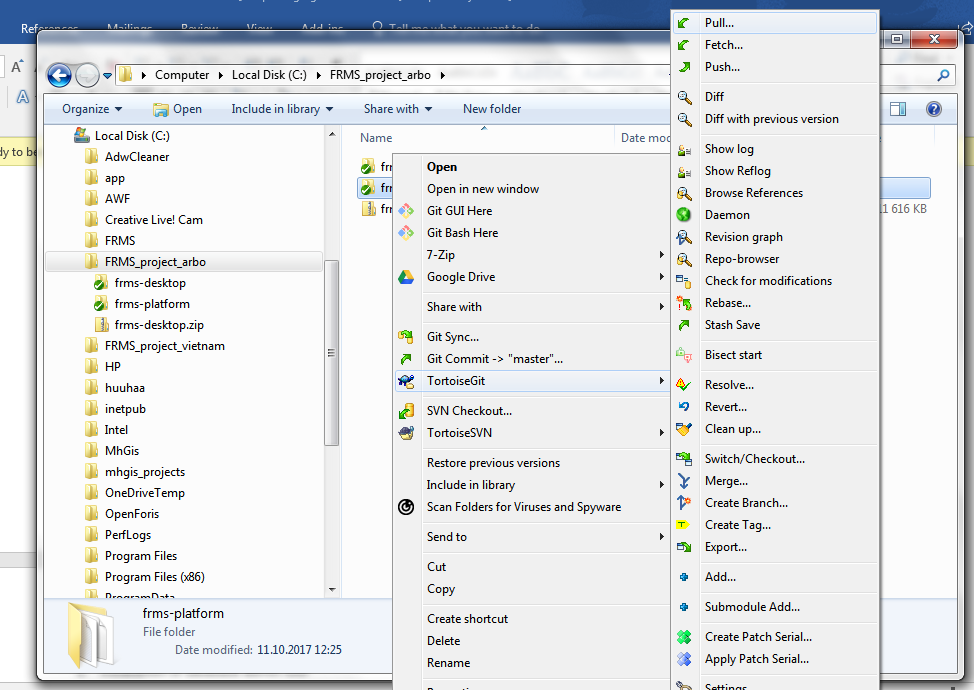 References Mailings Review View Add-ins Tell me what you want to do
A
dy to be
Computer Local Disk (C:) FRMS_project_arbo
Organize Open Include in library Share with New folder
Local Disk (C:)
AdwCleaner
app
AWF
Creative Live! Cam
FRMS
FRMS_project_arbo
frms-desktop
frms-platform
frms-desktop.zip
FRMS_project_vietnam
HP
huuhaa
inetpub
Intel
MhGis
mhgis_projects
OneDriveTemp
OpenForis
PerfLogs
Program Files
Program Files (x86)
ProgramData
Name Date mod
616 KB
Open
Open in new window
Git GUI Here
Git Bash Here
7-Zip
Google Drive
Share with
Git Sync...
Git Commit -> "master"...
TortoiseGit
SVN Checkout...
TortoiseSVN
Restore previous versions
Include in library
Scan Folders for Viruses and Spyware
Send to
Cut
Copy
Create shortcut
Delete
Rename
Pull...
Fetch...
Push...
Diff
Diff with previous version
Show log
Show Reflog
Browse References
Daemon
Revision graph
Repo-browser
Check for modifications
Rebase...
Stash Save
Bisect start
Resolve...
Revert...
Clean up...
Switch/Checkout...
Merge...
Create Branch...
Create Tag...
Export...
Add...
Submodule Add...
Create Patch Serial...
Apply Patch Serial...
Settings
frms-platform
File folder
Date modified: 11.10.2017 12:25